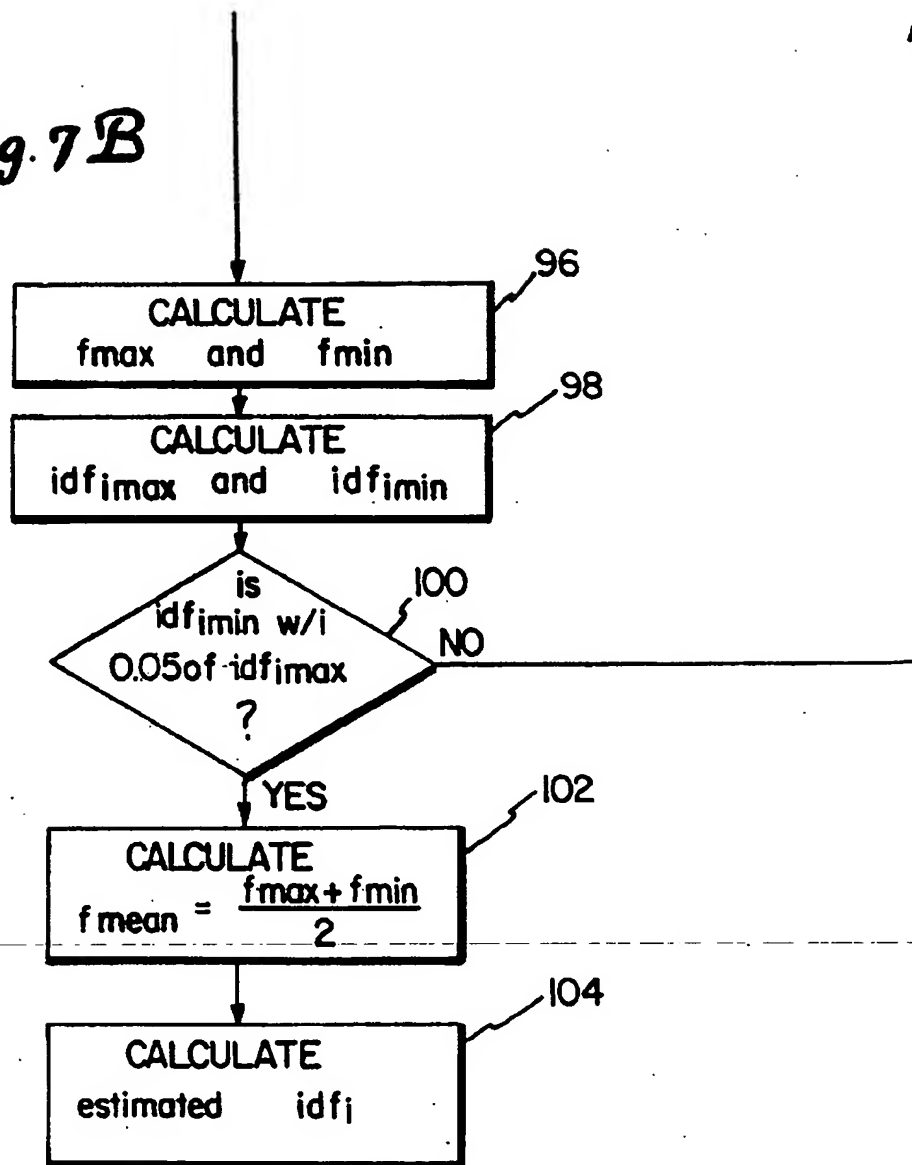 g. 7B
96
CALCULATE
fmax and fmin
98
CALCULATE
idfimax and idfimin
100
is
idfimin w/i
0.05 of idfimax
?
NO
YES
102
CALCULATE
fmean = fmax + fmin
2
104
CALCULATE
estimated idfi